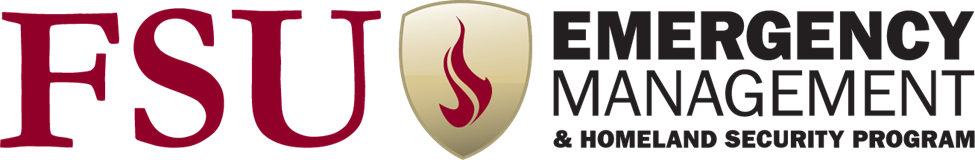 FSU
EMERGENCY
MANAGEMENT
& HOMELAND SECURITY PROGRAM